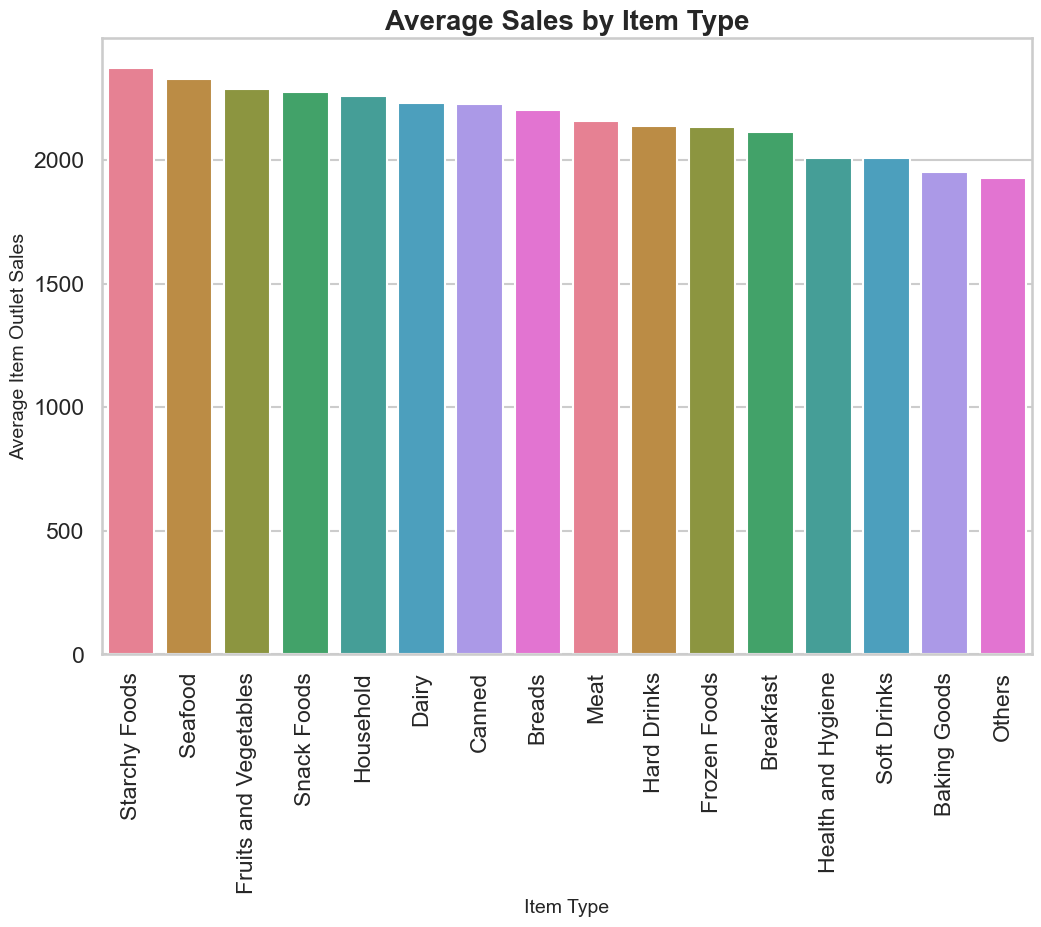 Average Sales by Item Type
Average Item Outlet Sales
2000
1500
1000
500
0
Starchy Foods
Seafood
Fruits and Vegetables
Snack Foods
Household
Dairy
Canned
Breads
Meat
Hard Drinks
Frozen Foods
Breakfast
Health and Hygiene
Soft Drinks
Baking Goods
Others
Item Type